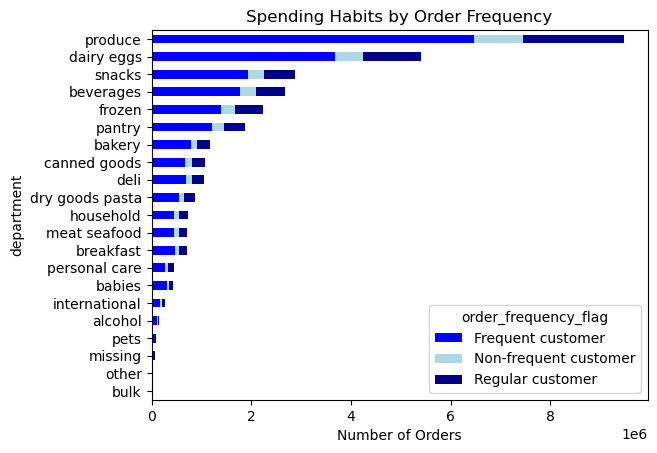 Spending Habits by Order Frequency
department
produce
dairy eggs
snacks
beverages
frozen
pantry
bakery
canned goods
deli
dry goods pasta
household
meat seafood
breakfast
personal care
babies
international
alcohol
pets
missing
other
bulk
order_frequency_flag
Frequent customer
Non-frequent customer
Regular customer
0 2 4 6 8
1e6
Number of Orders